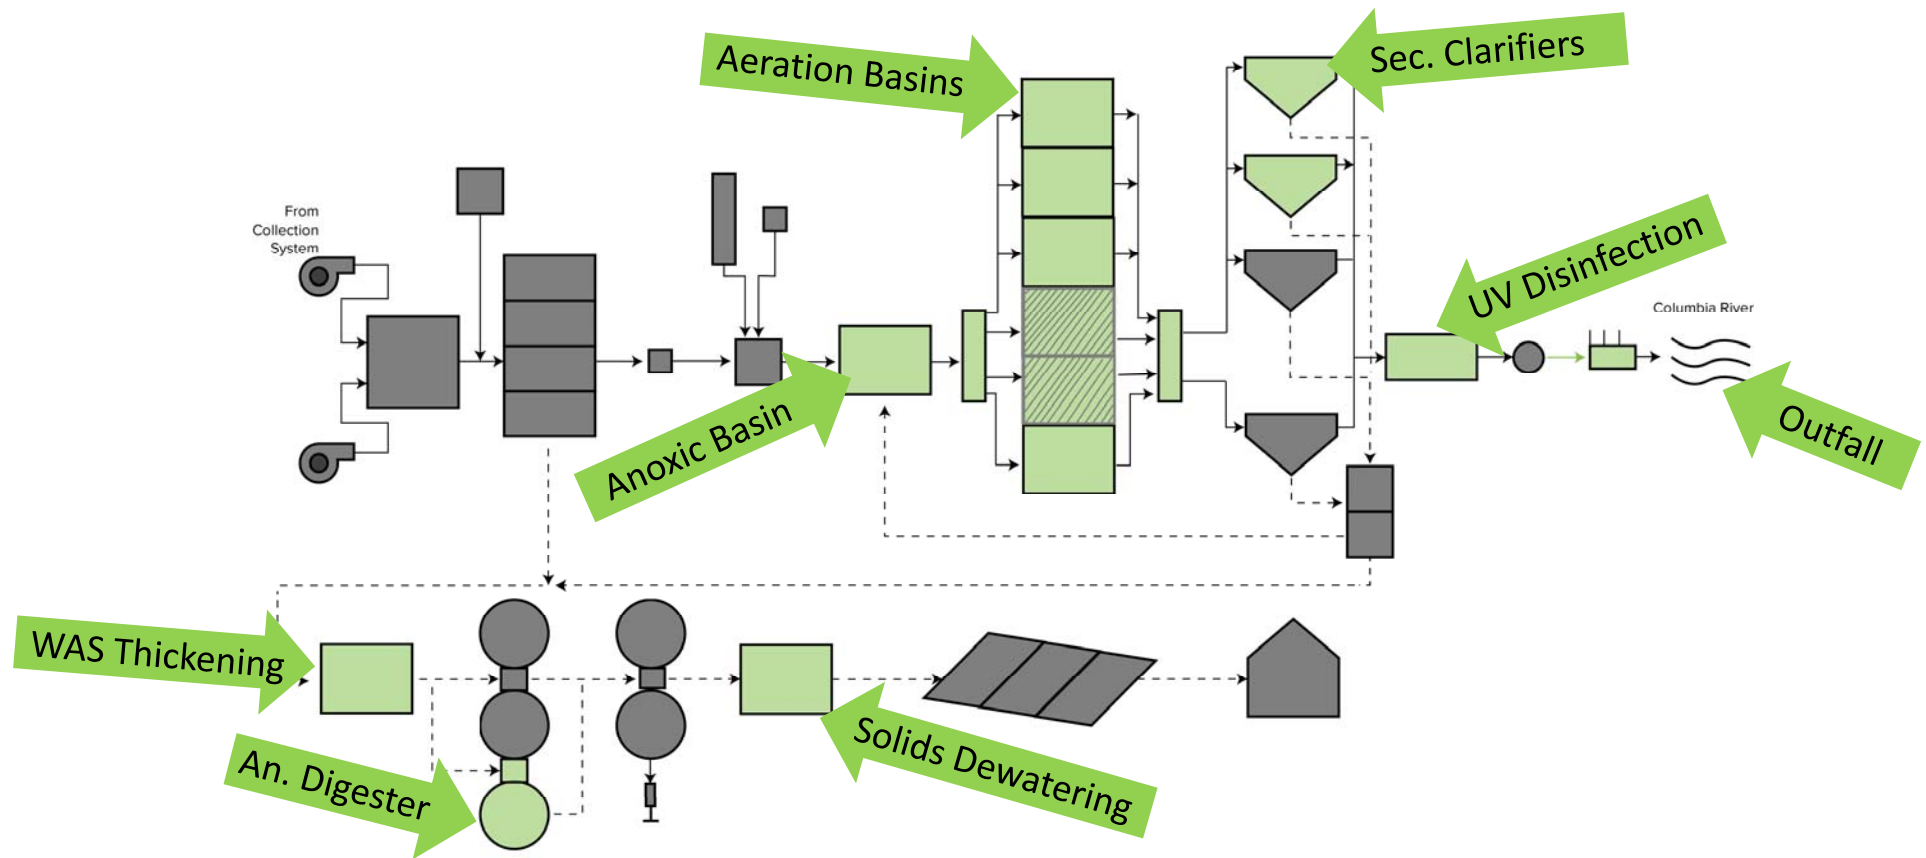 Aeration Basins
Sec. Clarifiers
From
Collection
System
UV Disinfection
Columbia River
Anoxic Basin
Outfall
WAS Thickening
An. Digester
Solids Dewatering